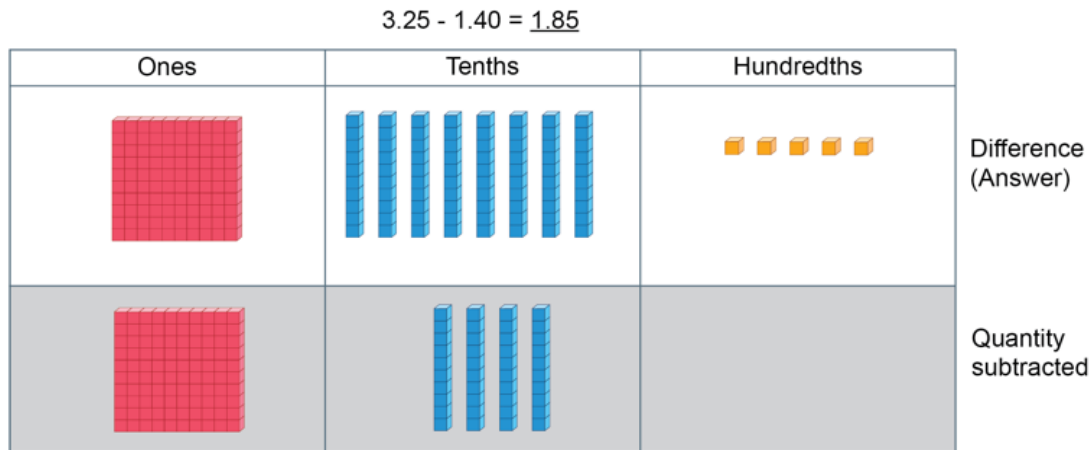 3.25 - 1.40 = 1.85
Ones Tenths Hundredths
Difference
(Answer)
Quantity
subtracted